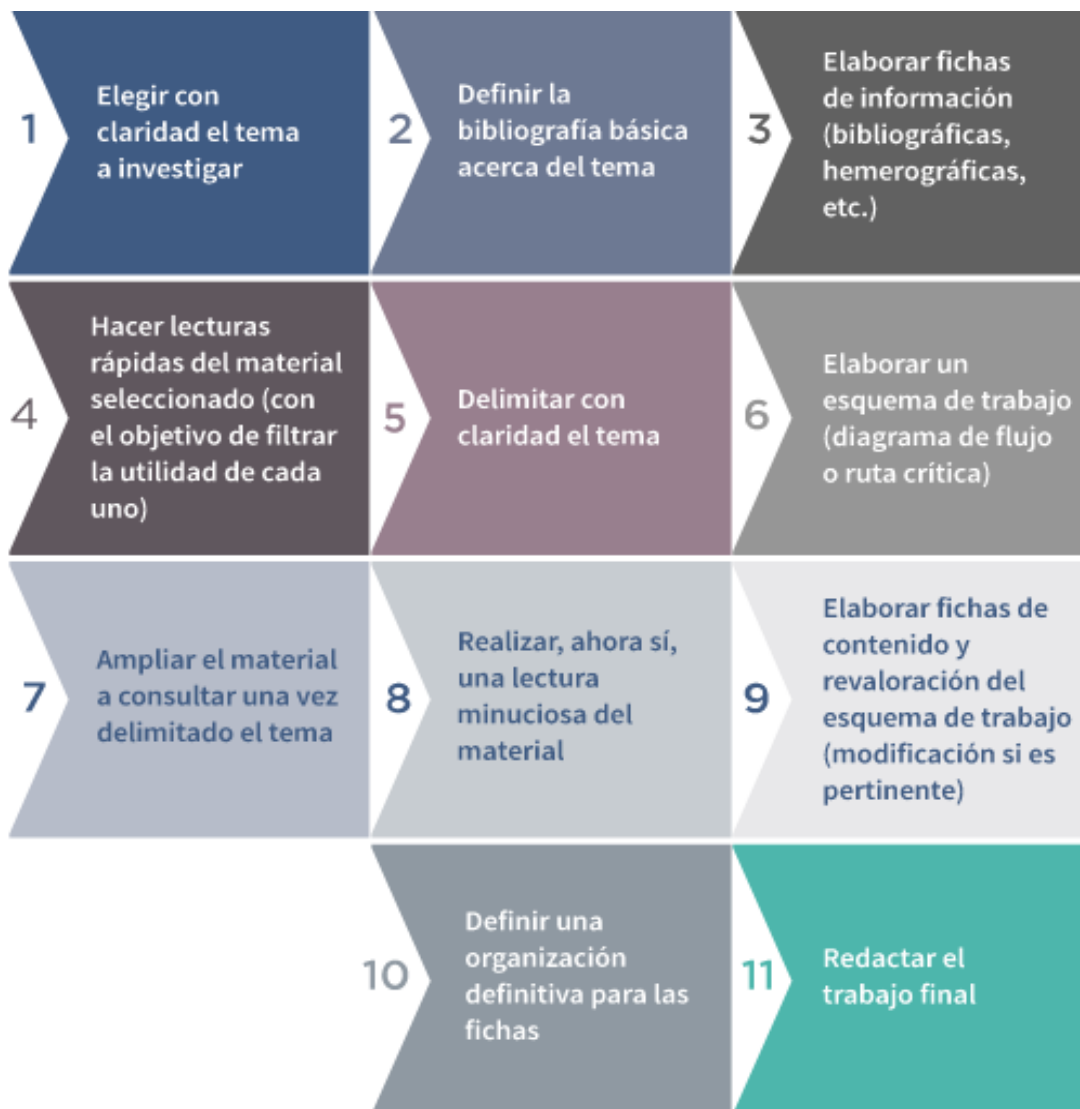 1
Elegir con
claridad el tema
a investigar
2
Definir la
bibliografía básica
acerca del tema
3
Elaborar fichas
de información
(bibliográficas,
hemerográficas,
etc.)
4
Hacer lecturas
rápidas del material
seleccionado (con
el objetivo de filtrar
la utilidad de cada
uno)
5
Delimitar con
claridad el tema
6
Elaborar un
esquema de trabajo
(diagrama de flujo
o ruta crítica)
7
Ampliar el material
a consultar una vez
delimitado el tema
8
Realizar, ahora sí,
una lectura
minuciosa del
material
9
Elaborar fichas de
contenido y
revaloración del
esquema de trabajo
(modificación si es
pertinente)
10
Definir una
organización
definitiva para las
fichas
11
Redactar el
trabajo final